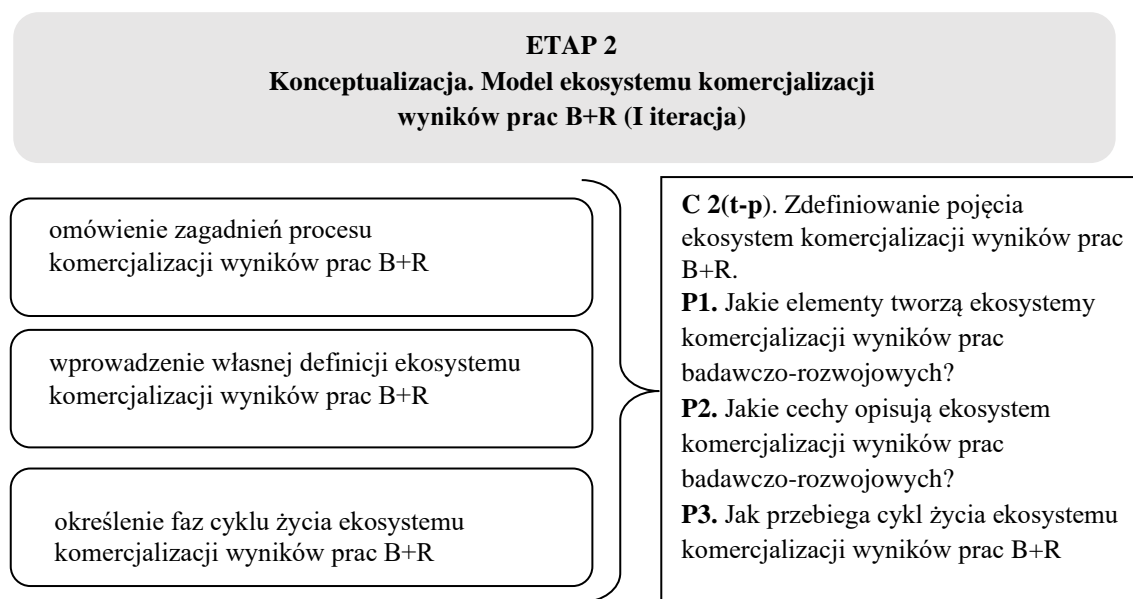 ETAP 2
Konceptualizacja. Model ekosystemu komercjalizacji
wyników prac B+R (I iteracja)
omówienie zagadnień procesu
komercjalizacji wyników prac B+R
wprowadzenie własnej definicji ekosystemu
komercjalizacji wyników prac B+R
określenie faz cyklu życia ekosystemu
komercjalizacji wyników prac B+R
C 2(t-p). Zdefiniowanie pojęcia
ekosystem komercjalizacji wyników prac
B+R.
P1. Jakie elementy tworzą ekosystemy
komercjalizacji wyników prac
badawczo-rozwojowych?
P2. Jakie cechy opisują ekosystem
komercjalizacji wyników prac
badawczo-rozwojowych?
P3. Jak przebiega cykl życia ekosystemu
komercjalizacji wyników prac B+R